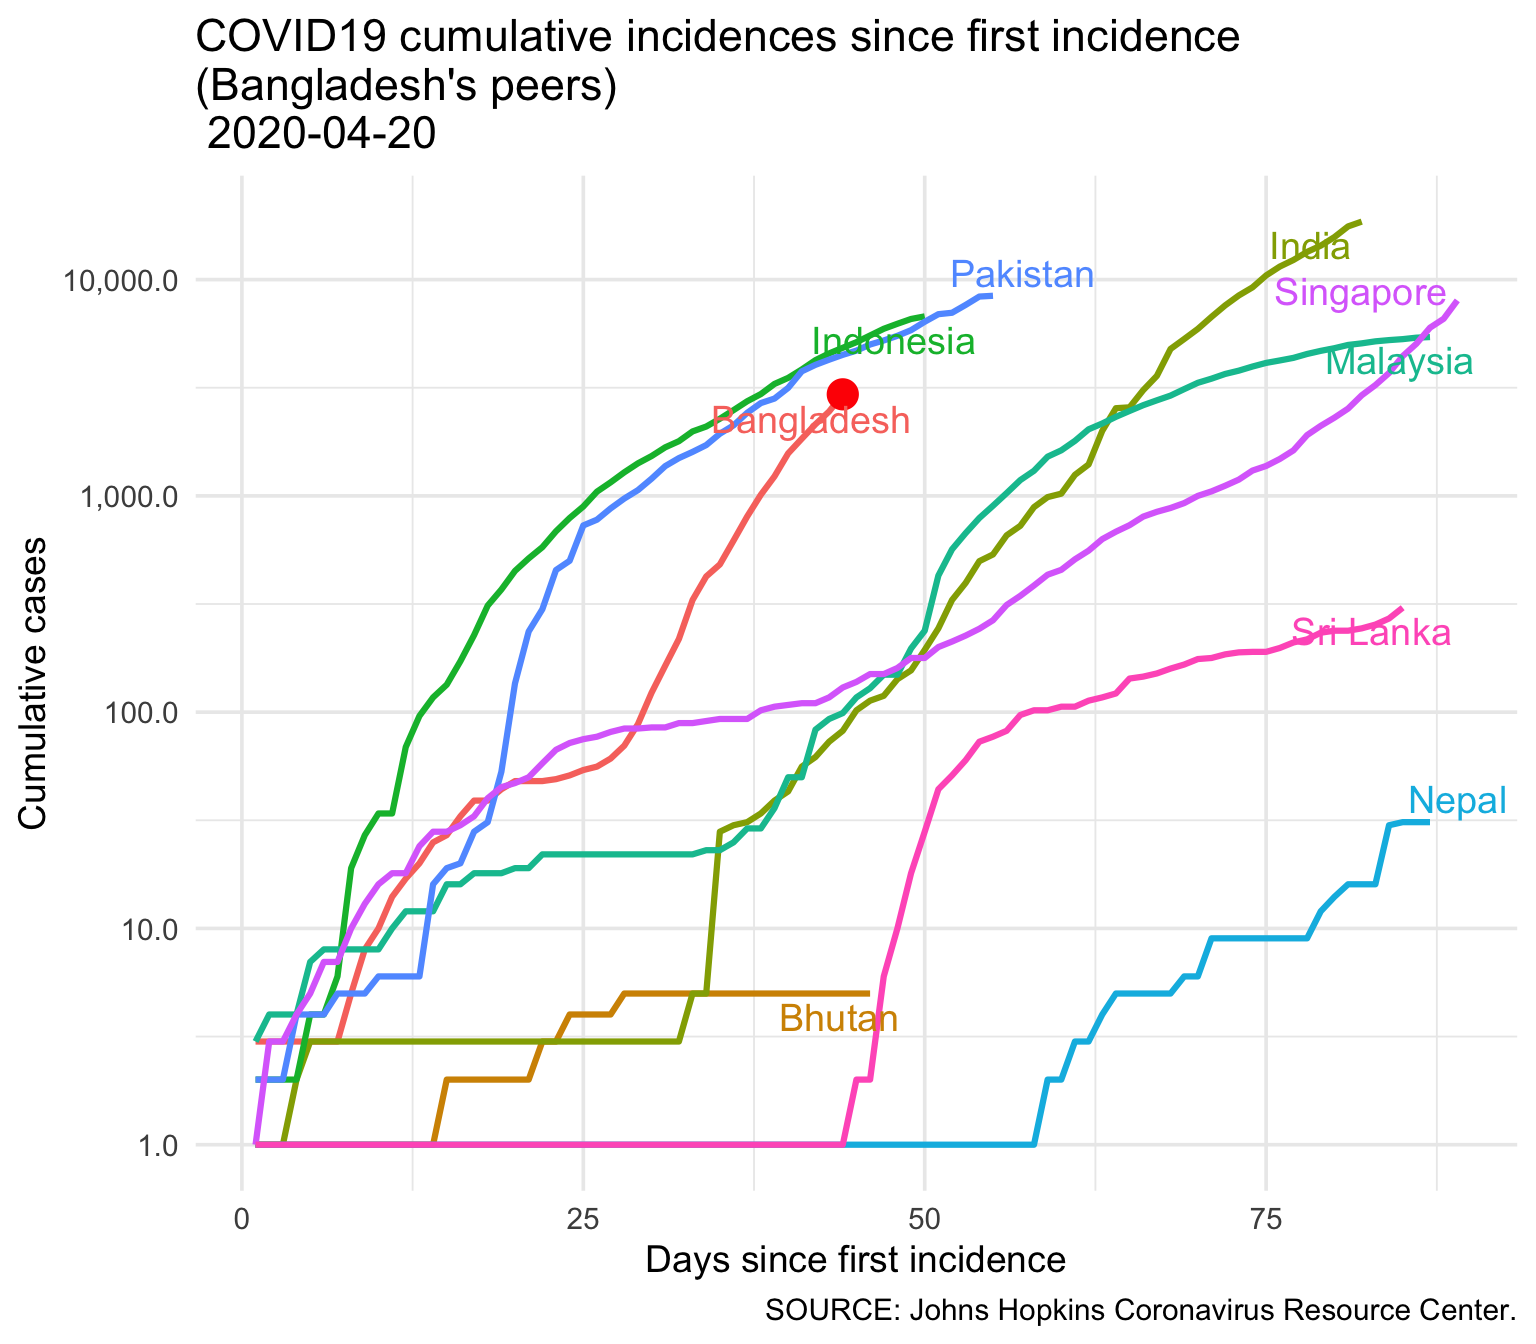 COVID19 cumulative incidences since first incidence
(Bangladesh's peers)
2020-04-20
Cumulative cases
10,000.0
1,000.0
100.0
10.0
1.0
India
Pakistan
Singapore
Indonesia
Malaysia
Bangladesh
Sri Lanka
Nepal
Bhutan
0
25
50
75
Days since first incidence
SOURCE: Johns Hopkins Coronavirus Resource Center.